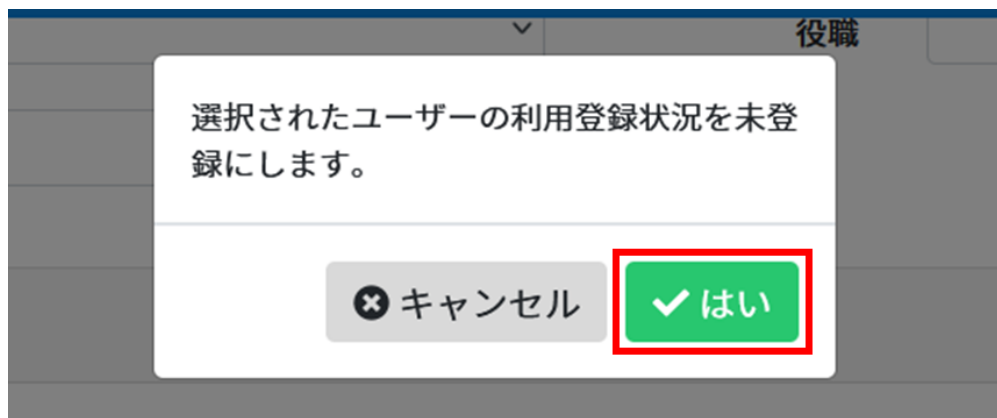 役職
選択されたユーザーの利用登録状況を未登
録にします。
キャンセル
はい